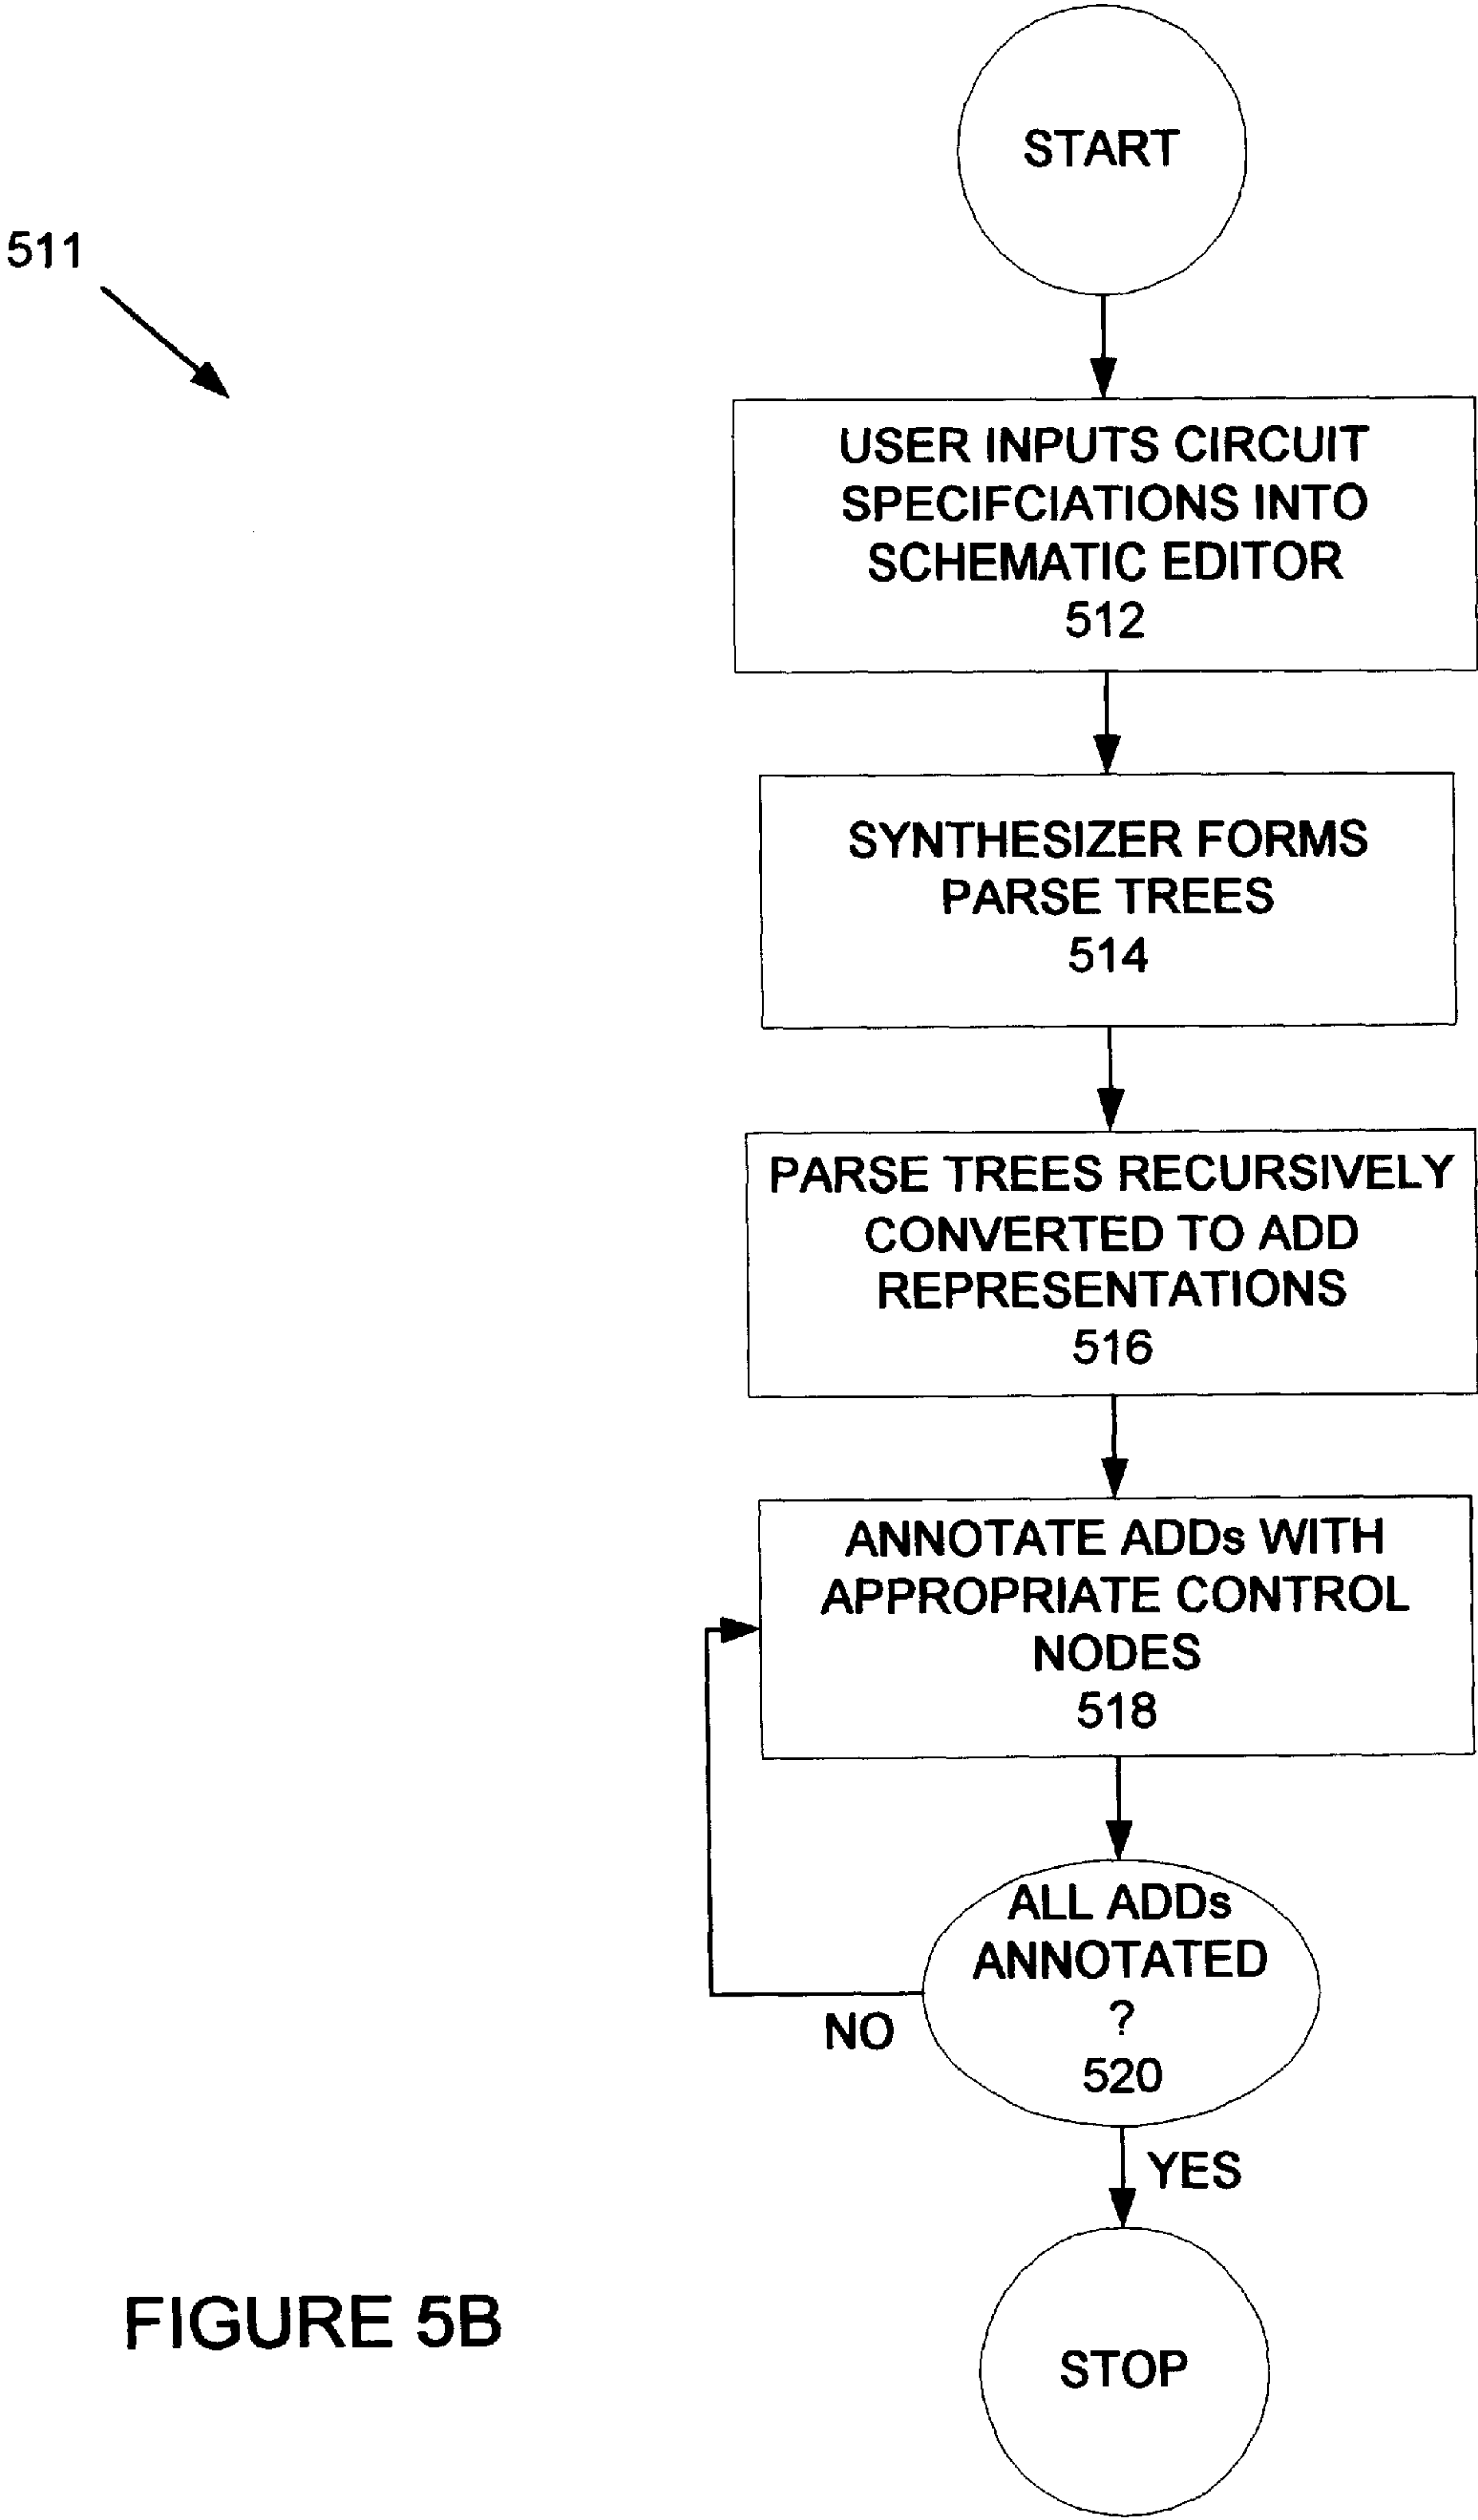 START
511
USER INPUTS CIRCUIT
SPECIFCIATIONS INTO
SCHEMATIC EDITOR
512
SYNTHESIZER FORMS
PARSE TREES
514
PARSE TREES RECURSIVELY
CONVERTED TO ADD
REPRESENTATIONS
516
ANNOTATE ADDs WITH
APPROPRIATE CONTROL
NODES
518
ALL ADDs
ANNOTATED
?
520
NO
YES
STOP
FIGURE 5B